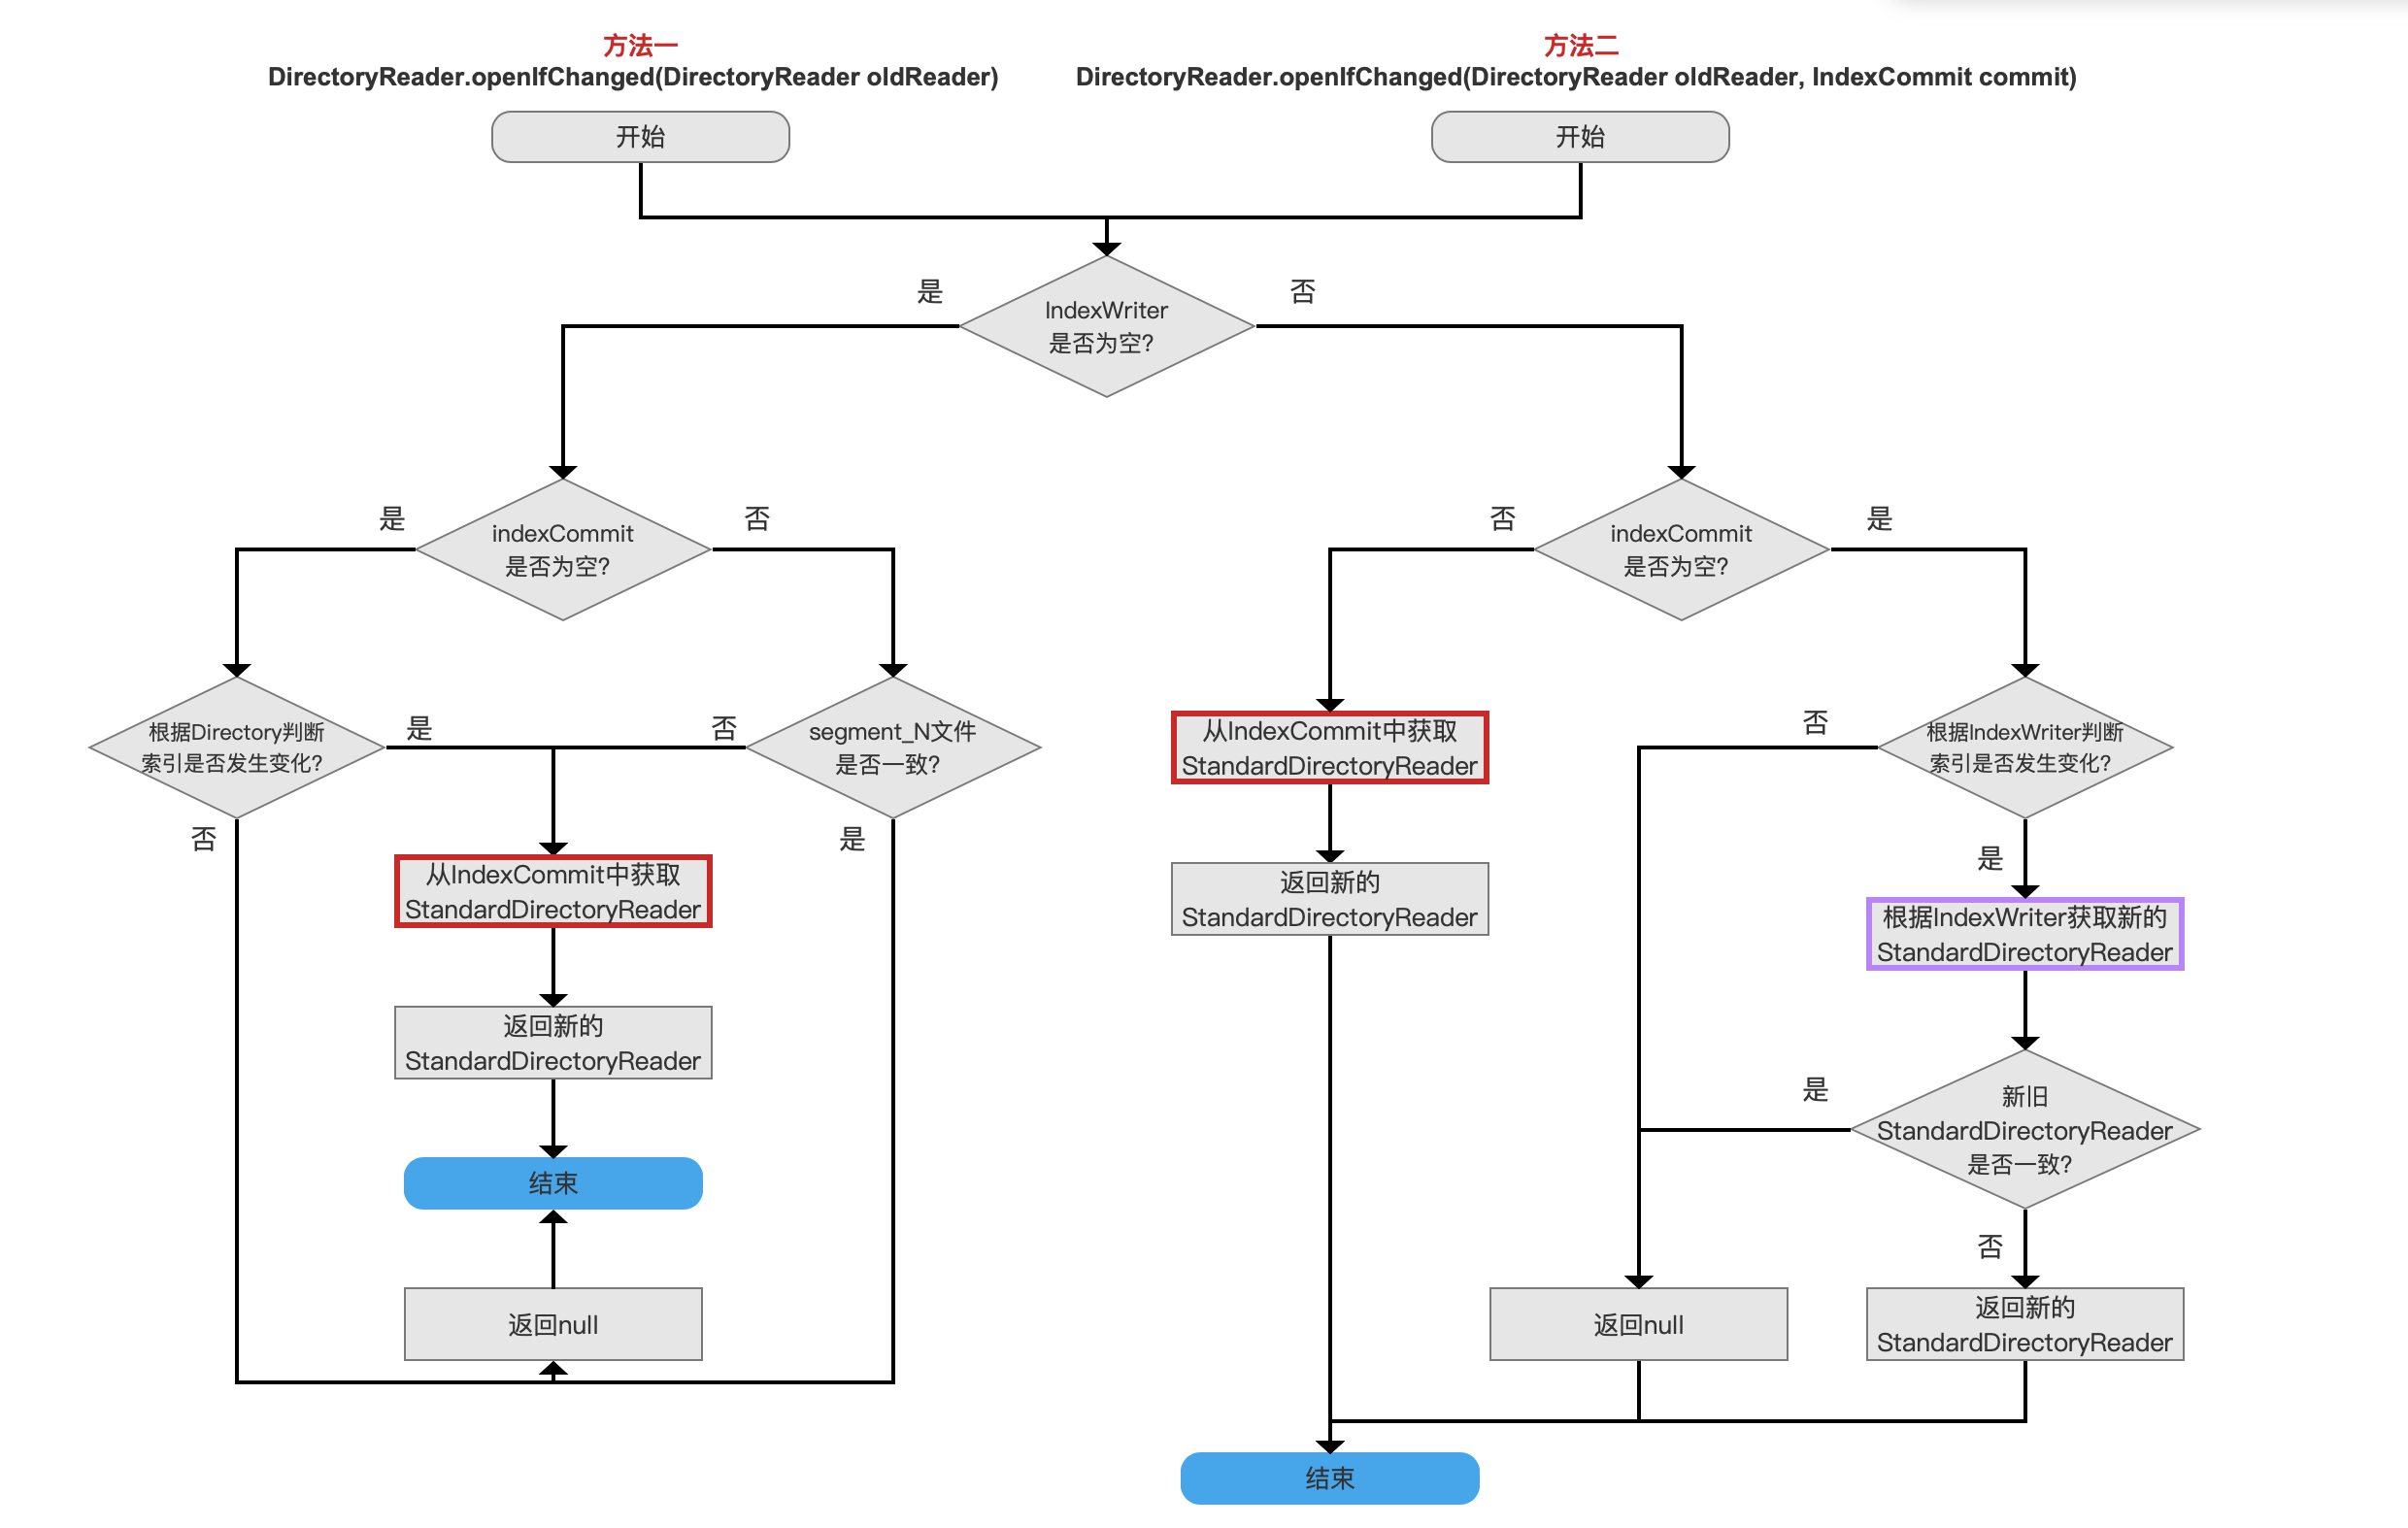 方法一
DirectoryReader.openIfChanged(DirectoryReader oldReader)
方法二
DirectoryReader.openIfChanged(DirectoryReader oldReader, IndexCommit commit)
开始
开始
是
IndexWriter
是否为空?
否
是
indexCommit
是否为空?
否
否
indexCommit
是否为空?
是
根据Directory判断
索引是否发生变化?
是
否
segment_N文件
是否一致?
从IndexCommit中获取
StandardDirectoryReader
否
根据IndexWriter判断
索引是否发生变化?
否
从IndexCommit中获取
StandardDirectoryReader
是
返回新的
StandardDirectoryReader
是
根据IndexWriter获取新的
StandardDirectoryReader
返回新的
StandardDirectoryReader
是
新旧
StandardDirectoryReader
是否一致?
结束
否
返回null
返回null
返回新的
StandardDirectoryReader
结束